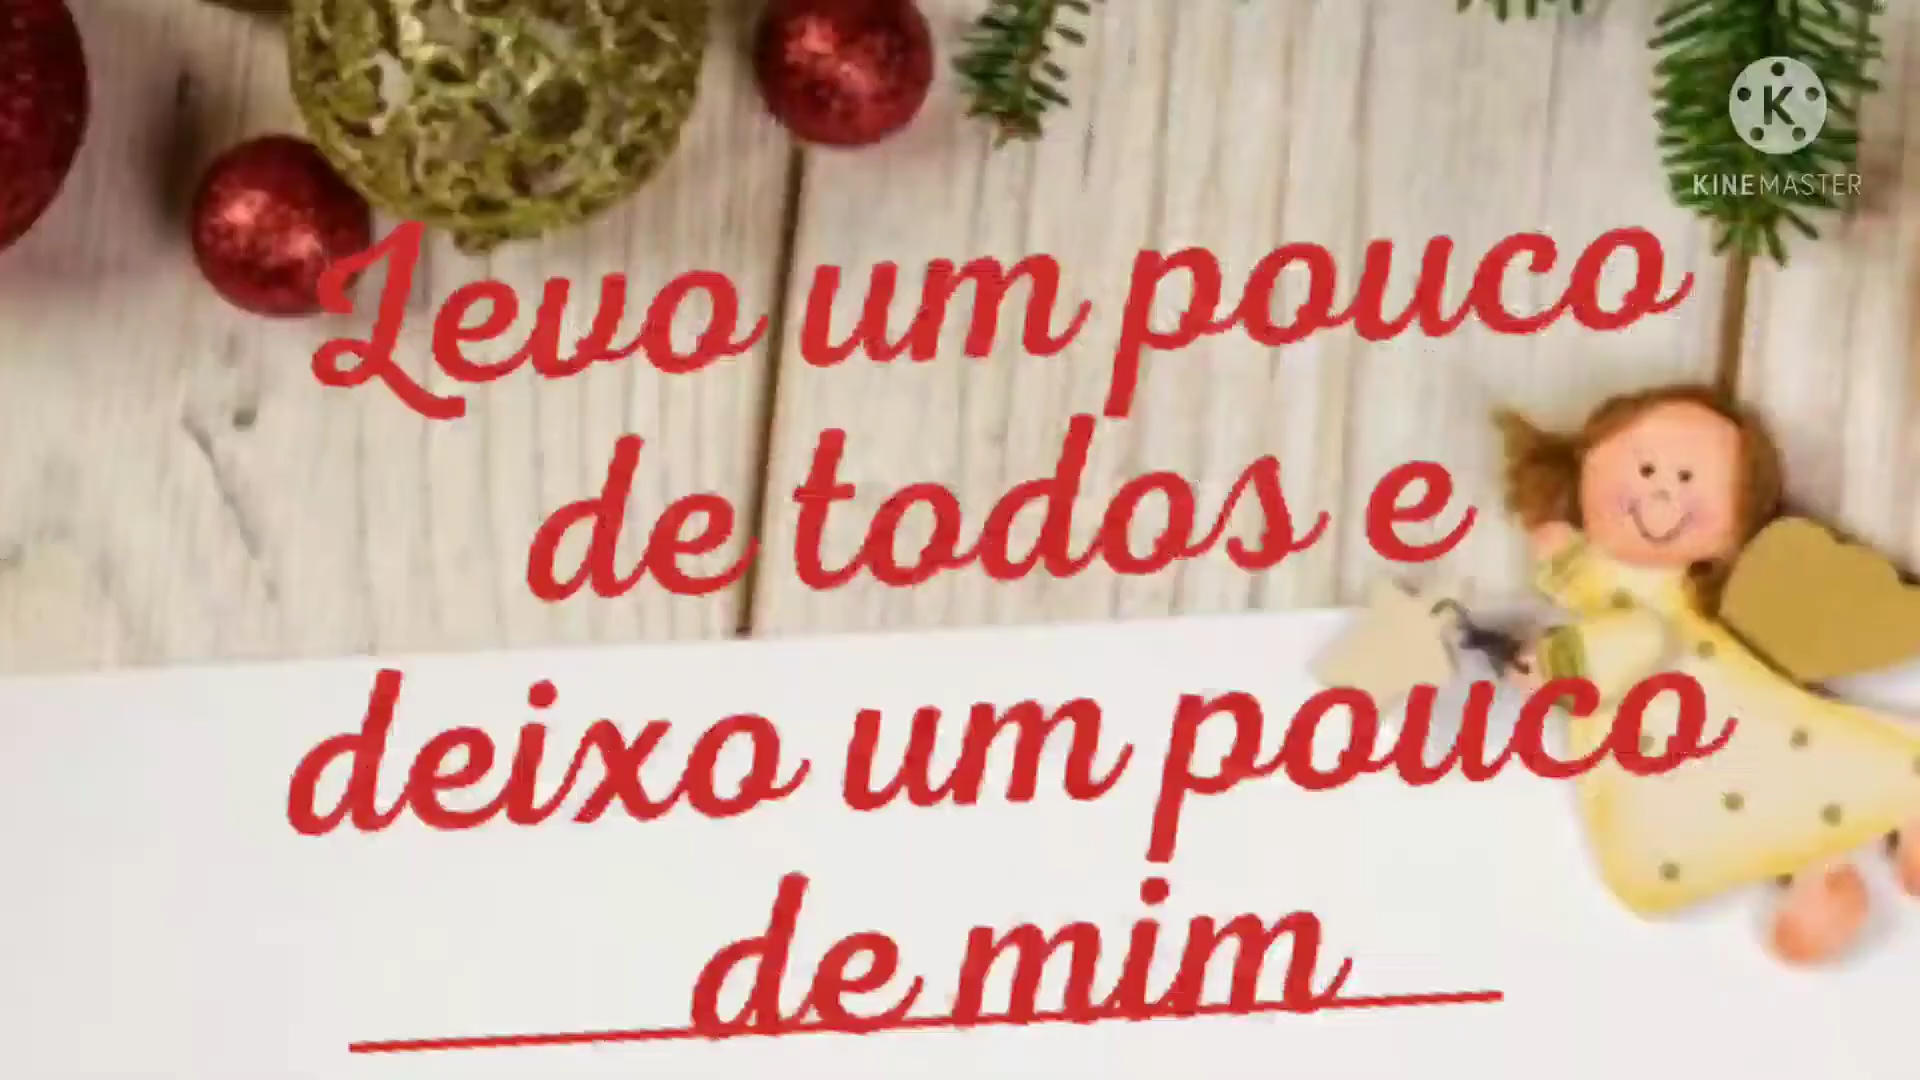 K
KINEMASTER
Levo um pouco
de todos e
deixo um pouco
de mim